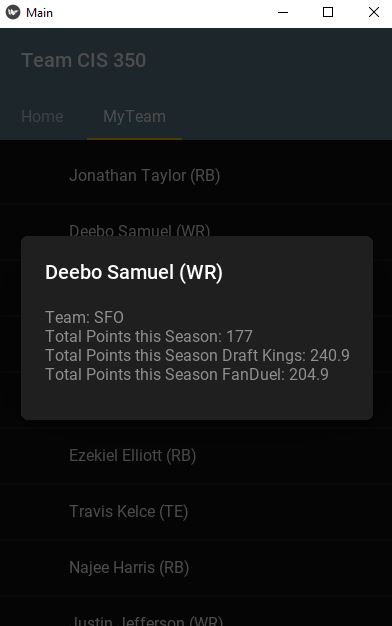 Main
Team CIS 350
Home MyTeam
Jonathan Taylor (RB)
Deebo Samuel (WR)
Deebo Samuel (WR)
Team: SFO
Total Points this Season: 177
Total Points this Season Draft Kings: 240.9
Total Points this Season FanDuel: 204.9
Ezekiel Elliott (RB)
Travis Kelce (TE)
Najee Harris (RB)
Justin Jefferson (WR)